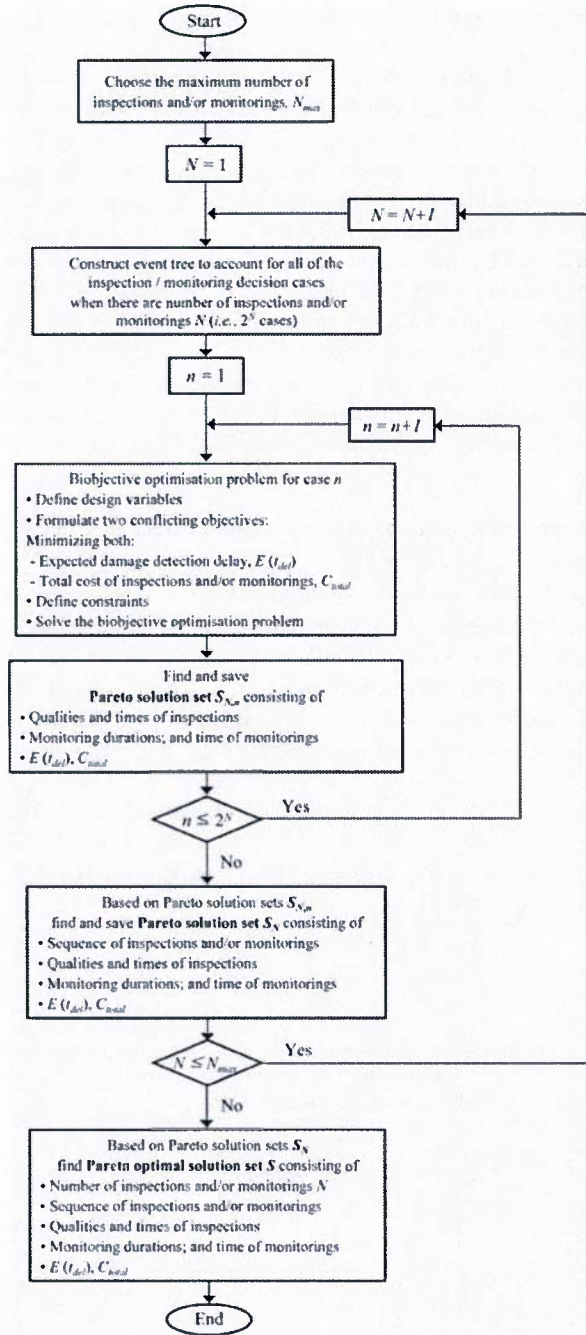 Start
Choose the maximum number of
inspections and/or monitorings, N_max
N = 1
N = N+1
Construct event tree to account for all of the
inspection / monitoring decision cases
when there are number of inspections and/or
monitorings N (i.e., 2^N cases)
n = 1
n = n+1
Biobjective optimisation problem for case n
• Define design variables
• Formulate two conflicting objectives:
Minimizing both:
- Expected damage detection delay, E (t_del)
- Total cost of inspections and/or monitorings, C_total
• Define constraints
• Solve the biobjective optimisation problem
Find and save
Pareto solution set S_N,n consisting of
• Qualities and times of inspections
• Monitoring durations; and time of monitorings
• E (t_del), C_total
n ≤ 2^N
Yes
No
Based on Pareto solution sets S_N,n
find and save Pareto solution set S_N consisting of
• Sequence of inspections and/or monitorings
• Qualities and times of inspections
• Monitoring durations; and time of monitorings
• E (t_del), C_total
N ≤ N_max
Yes
No
Based on Pareto solution sets S_N
find Pareto optimal solution set S consisting of
• Number of inspections and/or monitorings N
• Sequence of inspections and/or monitorings
• Qualities and times of inspections
• Monitoring durations; and time of monitorings
• E (t_del), C_total
End